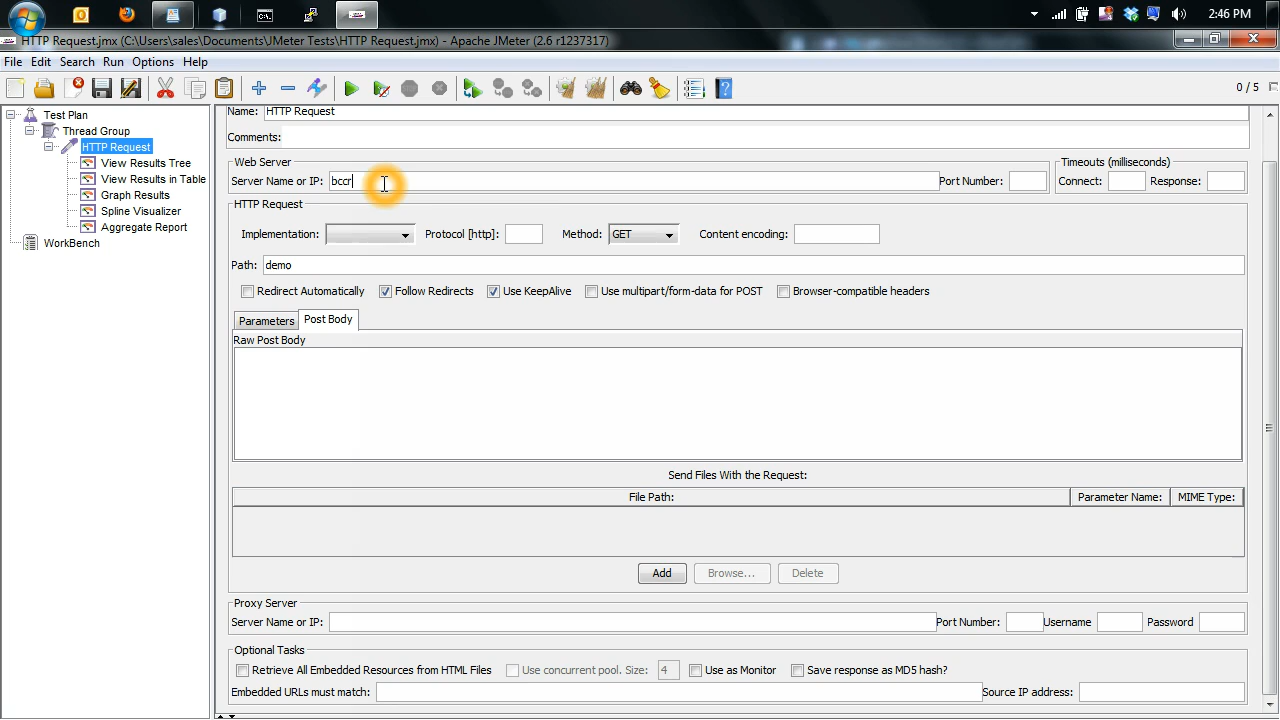 2:46 PM
HTTP Request.jmx (C:\Users\sales\Documents\JMeter Tests\HTTP Request.jmx) - Apache JMeter (2.6 r1237317)
File Edit Search Run Options Help
0 / 5
Test Plan
Thread Group
HTTP Request
View Results Tree
View Results in Table
Graph Results
Spline Visualizer
Aggregate Report
WorkBench
Name: HTTP Request
Comments:
Web Server
Server Name or IP: bccr
Port Number:
Timeouts (milliseconds)
Connect: Response:
HTTP Request
Implementation: Protocol [http]: Method: GET Content encoding:
Path: demo
Redirect Automatically Follow Redirects Use KeepAlive Use multipart/form-data for POST Browser-compatible headers
Parameters Post Body
Raw Post Body
Send Files With the Request:
File Path: Parameter Name: MIME Type:
Add Browse... Delete
Proxy Server
Server Name or IP: Port Number: Username Password
Optional Tasks
Retrieve All Embedded Resources from HTML Files Use concurrent pool. Size: 4 Use as Monitor Save response as MD5 hash?
Embedded URLs must match: Source IP address: